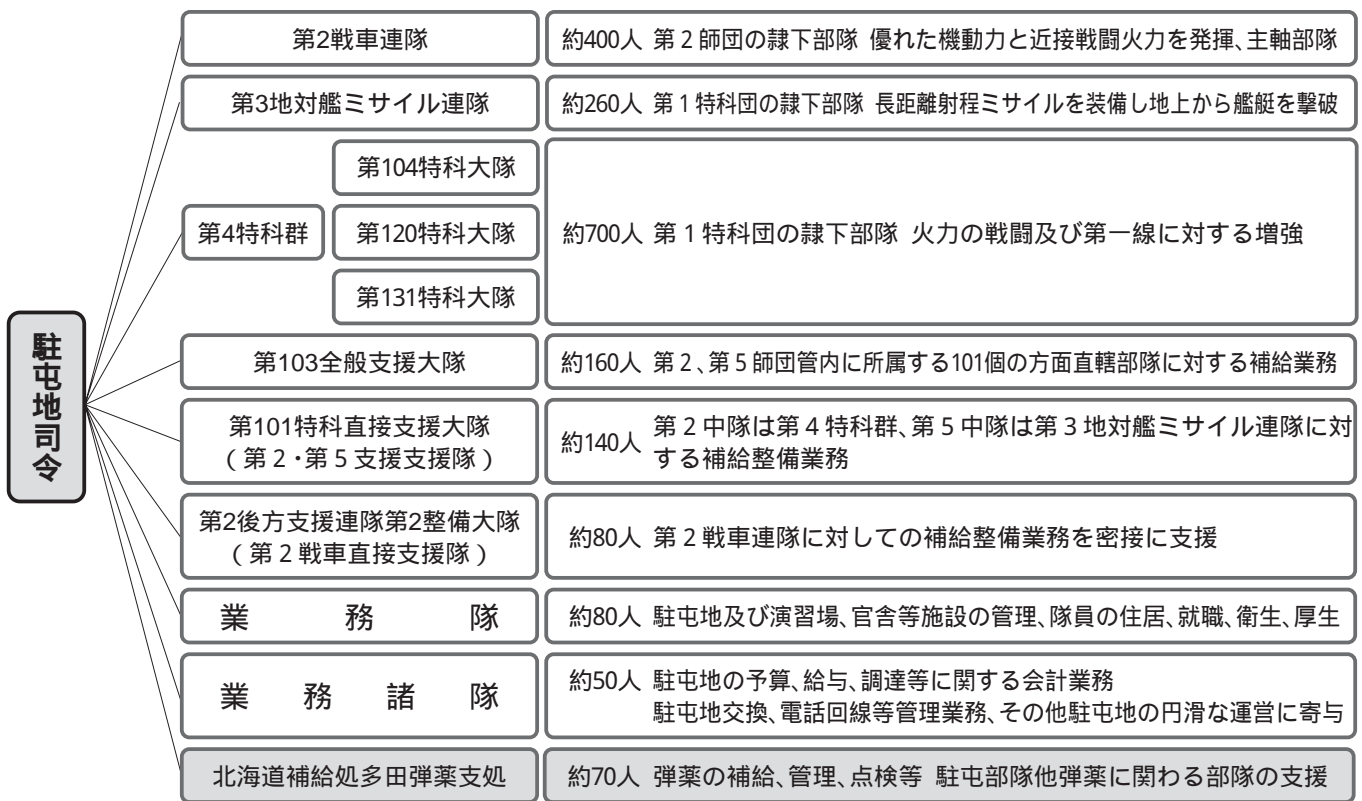 駐屯地司令
第2戦車連隊
約400人 第2師団の隷下部隊 優れた機動力と近接戦闘火力を発揮、主軸部隊
第3地対艦ミサイル連隊
約260人 第1特科団の隷下部隊 長距離射程ミサイルを装備し地上から艦艇を撃破
第4特科群
第104特科大隊
第120特科大隊
第131特科大隊
約700人 第1特科団の隷下部隊 火力の戦闘及び第一線に対する増強
第103全般支援大隊
約160人 第2、第5師団管内に所属する101個の方面直轄部隊に対する補給業務
第101特科直接支援大隊
(第2・第5支援支援隊)
約140人 第2中隊は第4特科群、第5中隊は第3地対艦ミサイル連隊に対
する補給整備業務
第2後方支援連隊第2整備大隊
(第2戦車直接支援隊)
約80人 第2戦車連隊に対しての補給整備業務を密接に支援
業務隊
約80人 駐屯地及び演習場、官舎等施設の管理、隊員の住居、就職、衛生、厚生
業務諸隊
約50人 駐屯地の予算、給与、調達等に関する会計業務
駐屯地交換、電話回線等管理業務、その他駐屯地の円滑な運営に寄与
北海道補給処多田弾薬支処
約70人 弾薬の補給、管理、点検等 駐屯部隊他弾薬に関わる部隊の支援